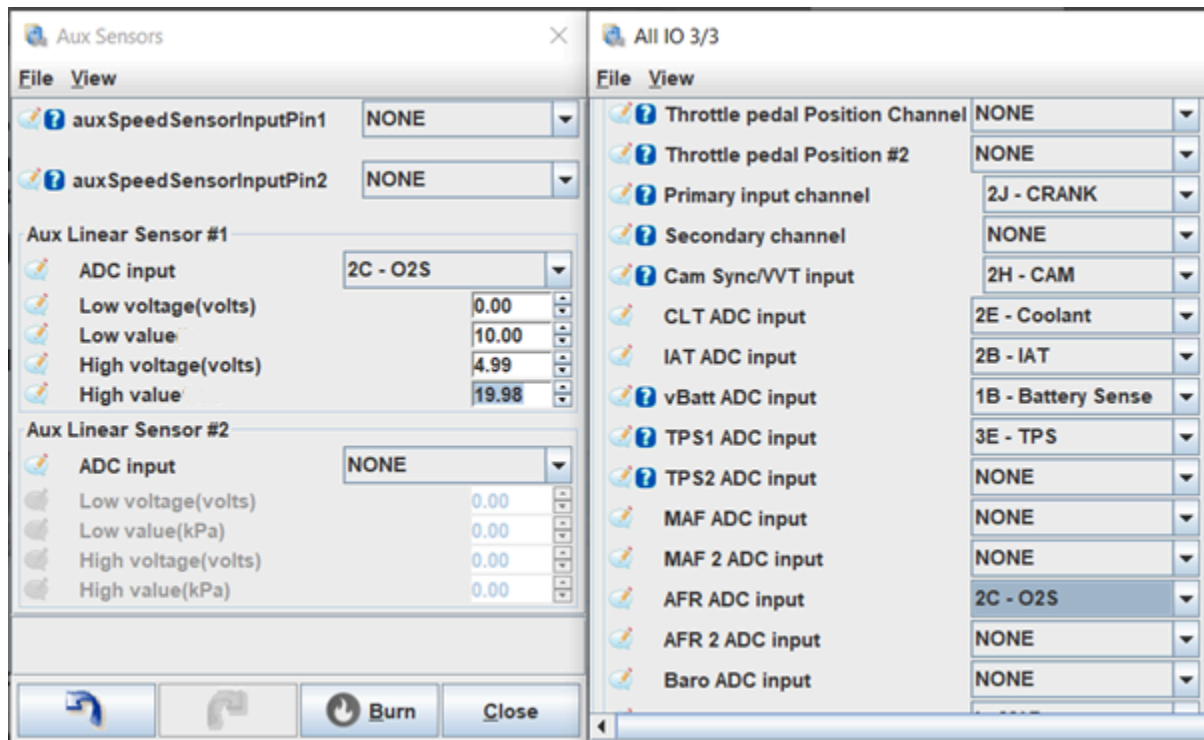 Aux Sensors
File View
auxSpeedSensorInputPin1 NONE
auxSpeedSensorInputPin2 NONE
Aux Linear Sensor #1
ADC input 2C - O2S
Low voltage(volts) 0.00
Low value 10.00
High voltage(volts) 4.99
High value 19.98
Aux Linear Sensor #2
ADC input NONE
Low voltage(volts) 0.00
Low value(kPa) 0.00
High voltage(volts) 0.00
High value(kPa) 0.00
Burn Close
All IO 3/3
File View
Throttle pedal Position Channel NONE
Throttle pedal Position #2 NONE
Primary input channel 2J - CRANK
Secondary channel NONE
Cam Sync/VVT input 2H - CAM
CLT ADC input 2E - Coolant
IAT ADC input 2B - IAT
vBatt ADC input 1B - Battery Sense
TPS1 ADC input 3E - TPS
TPS2 ADC input NONE
MAF ADC input NONE
MAF 2 ADC input NONE
AFR ADC input 2C - O2S
AFR 2 ADC input NONE
Baro ADC input NONE